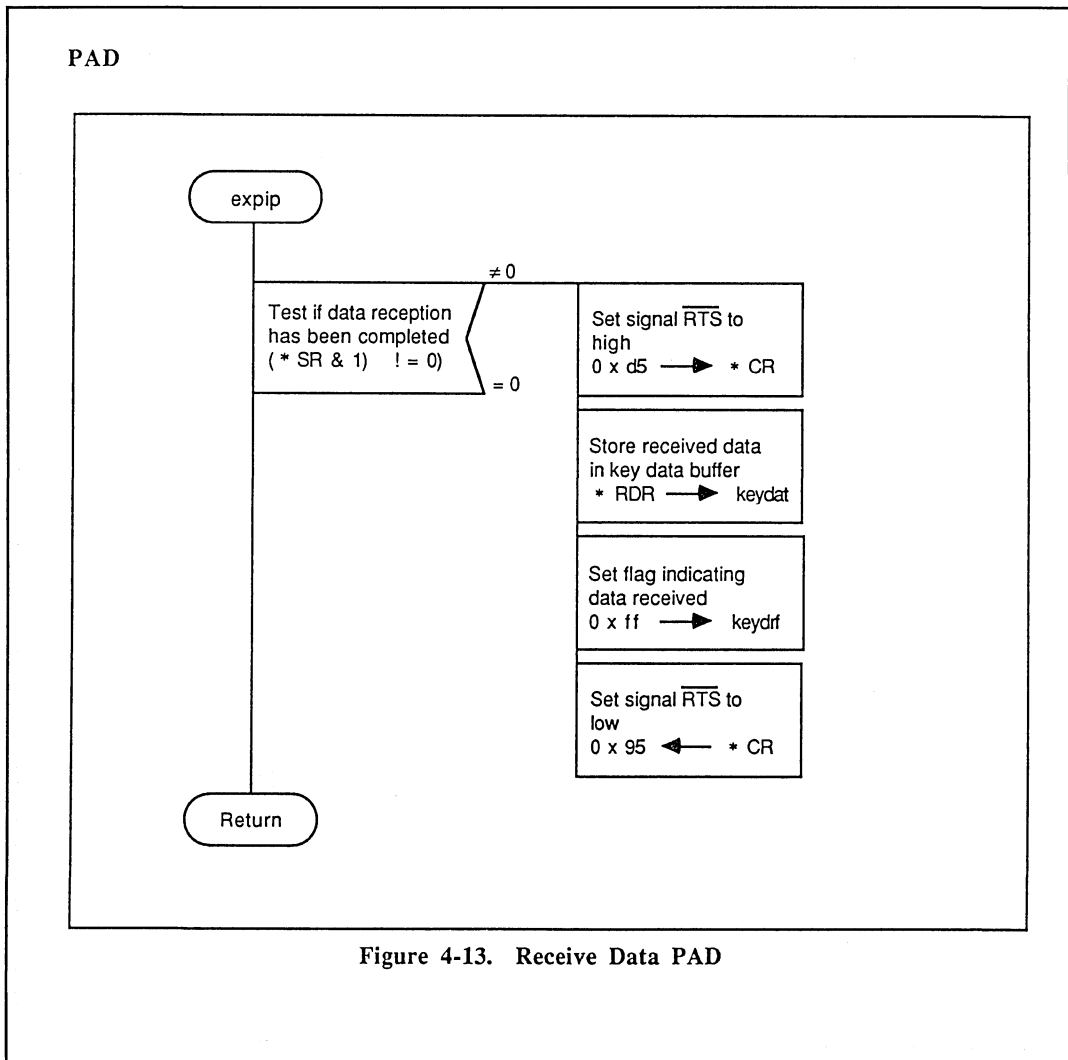 PAD
expip
≠ 0
Test if data reception
has been completed
( * SR & 1) ! = 0)
= 0
Set signal R̅T̅S̅ to
high
0 x d5 ⟶ * CR
Store received data
in key data buffer
* RDR ⟶ keydat
Set flag indicating
data received
0 x ff ⟶ keydrf
Set signal R̅T̅S̅ to
low
0 x 95 ⟵ * CR
Return
Figure 4-13. Receive Data PAD